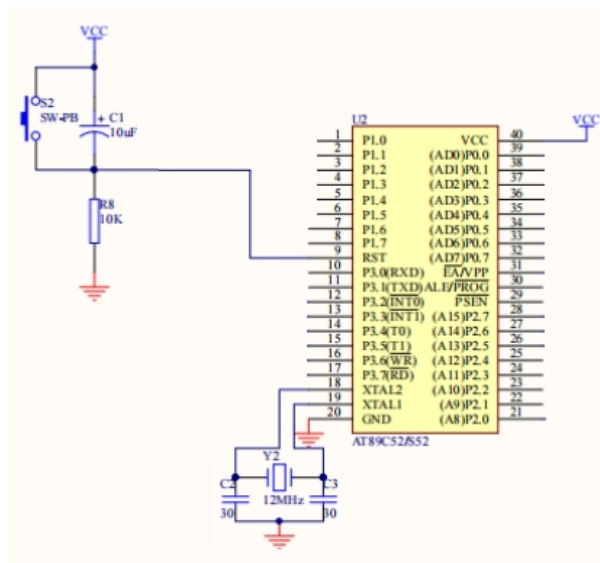 VCC
S2
SW-PB
+ C1
10uF
R8
10K
U2
VCC
1 P1.0 VCC 40
2 P1.1 (AD0)P0.0 39
3 P1.2 (AD1)P0.1 38
4 P1.3 (AD2)P0.2 37
5 P1.4 (AD3)P0.3 36
6 P1.5 (AD4)P0.4 35
7 P1.6 (AD5)P0.5 34
8 P1.7 (AD6)P0.6 33
9 RST (AD7)P0.7 32
10 P3.0(RXD) EA/VPP 31
11 P3.1(TXD) ALE/PROG 30
12 P3.2(INT0) PSEN 29
13 P3.3(INT1) (A15)P2.7 28
14 P3.4(T0) (A14)P2.6 27
15 P3.5(T1) (A13)P2.5 26
16 P3.6(WR) (A12)P2.4 25
17 P3.7(RD) (A11)P2.3 24
18 XTAL2 (A10)P2.2 23
19 XTAL1 (A9)P2.1 22
20 GND (A8)P2.0 21
AT89C52/S52
Y2
C2 C3
12MHz
30 30